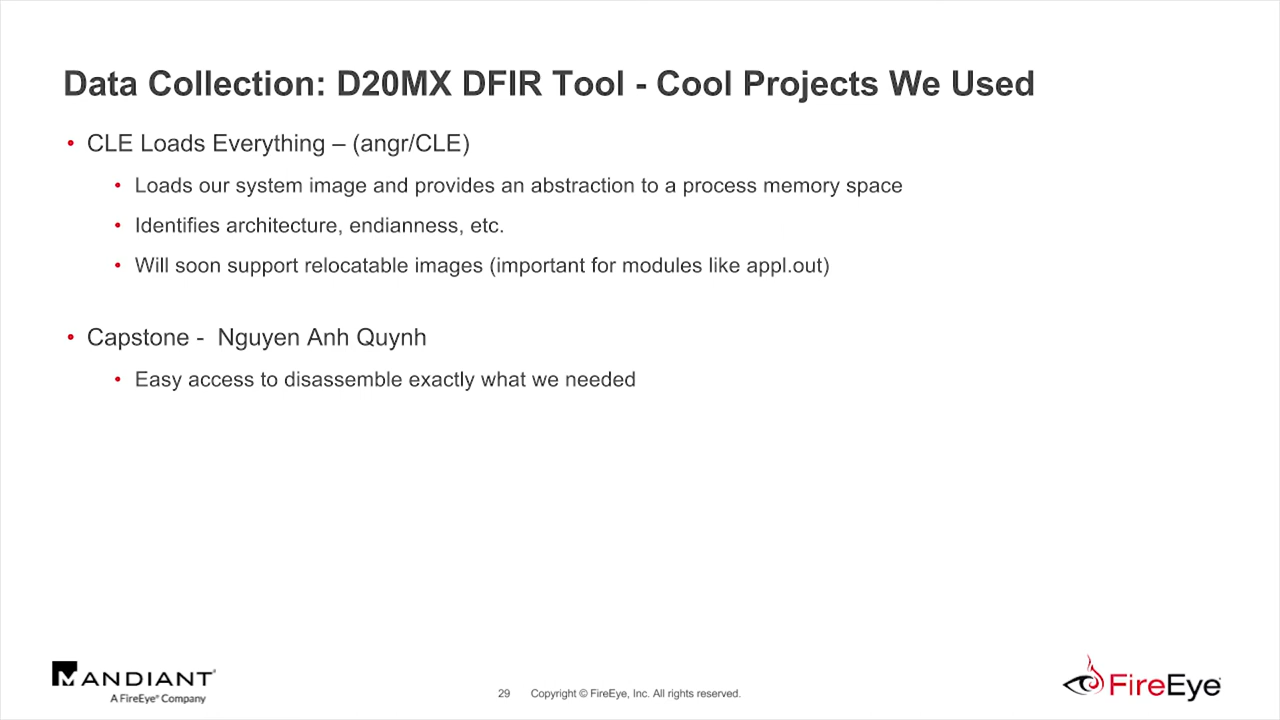 Data Collection: D20MX DFIR Tool - Cool Projects We Used
• CLE Loads Everything – (angr/CLE)
• Loads our system image and provides an abstraction to a process memory space
• Identifies architecture, endianness, etc.
• Will soon support relocatable images (important for modules like appl.out)
• Capstone - Nguyen Anh Quynh
• Easy access to disassemble exactly what we needed
MANDIANT
A FireEye® Company
29 Copyright © FireEye, Inc. All rights reserved.
FireEye